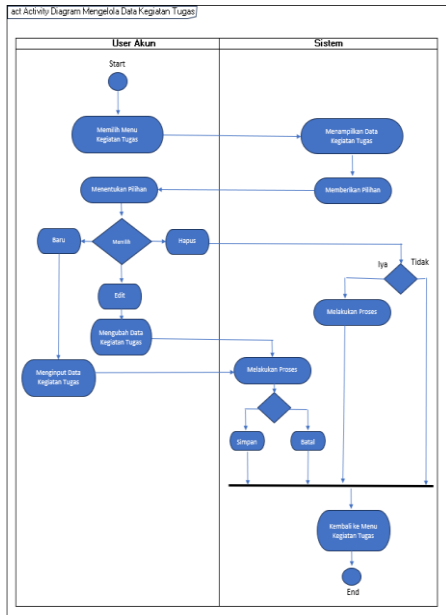 act Activity Diagram Mengelola Data Kegiatan Tugas
User Akun
Sistem
Start
Memilih Menu
Kegiatan Tugas
Menampilkan Data
Kegiatan Tugas
Menentukan Pilihan
Memberikan Pilihan
Baru
Memilih
Hapus
Iya
Tidak
Edit
Melakukan Proses
Mengubah Data
Kegiatan Tugas
Menginput Data
Kegiatan Tugas
Melakukan Proses
Simpan
Batal
Kembali ke Menu
Kegiatan Tugas
End